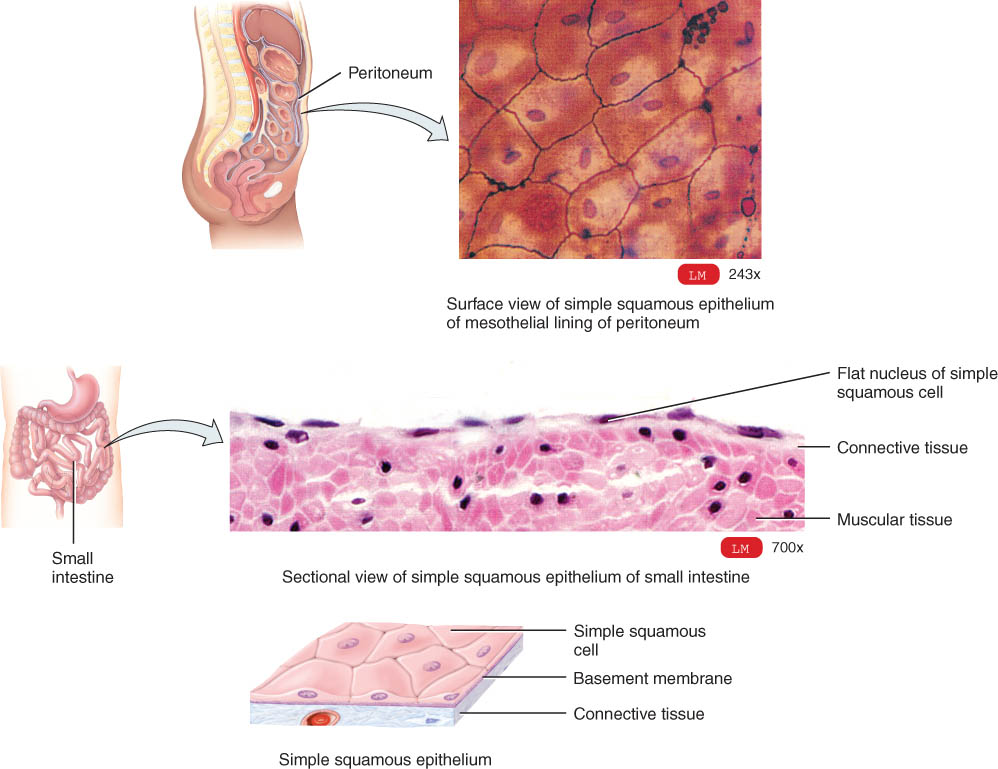 Peritoneum
LM 243x
Surface view of simple squamous epithelium
of mesothelial lining of peritoneum
Flat nucleus of simple
squamous cell
Connective tissue
Muscular tissue
LM 700x
Small
intestine
Sectional view of simple squamous epithelium of small intestine
Simple squamous
cell
Basement membrane
Connective tissue
Simple squamous epithelium